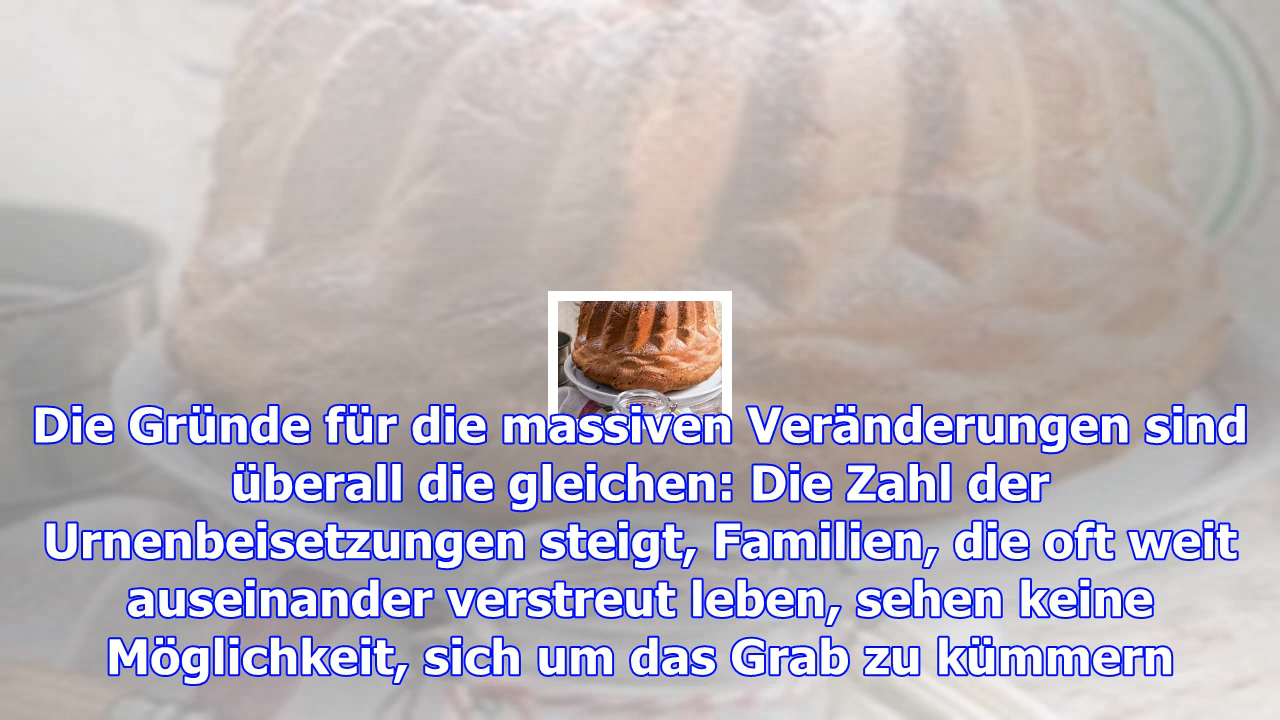 Die Gründe für die massiven Veränderungen sind
überall die gleichen: Die Zahl der
Urnenbeisetzungen steigt, Familien, die oft weit
auseinander verstreut leben, sehen keine
Möglichkeit, sich um das Grab zu kümmern